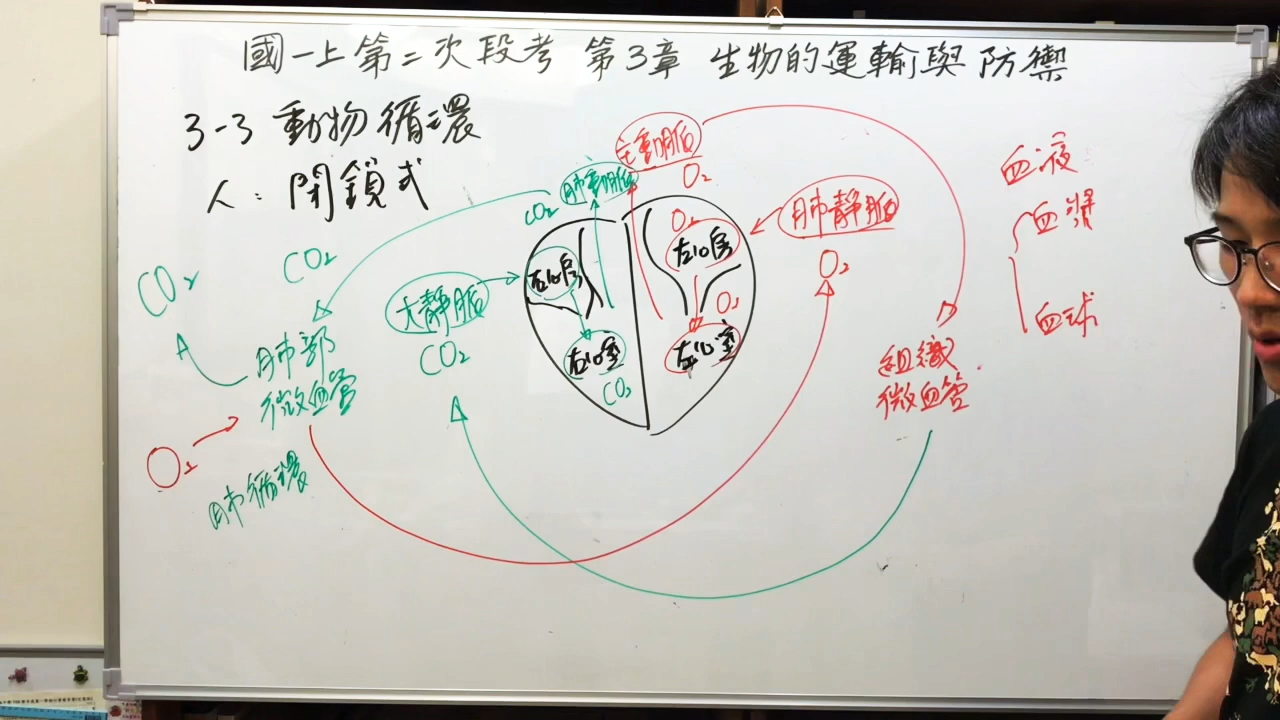 國一上第二次段考 第3章 生物的運輸與防禦
3-3 動物循環
人: 閉鎖式
主動脈
O₂
肺動脈
CO₂
肺靜脈
O₂
O₂
左心房
O₂
左心室
右心房
右心室
CO₂
大靜脈
CO₂
CO₂
CO₂
肺部
微血管
O₂
肺循環
組織
微血管
血液
血漿
血球